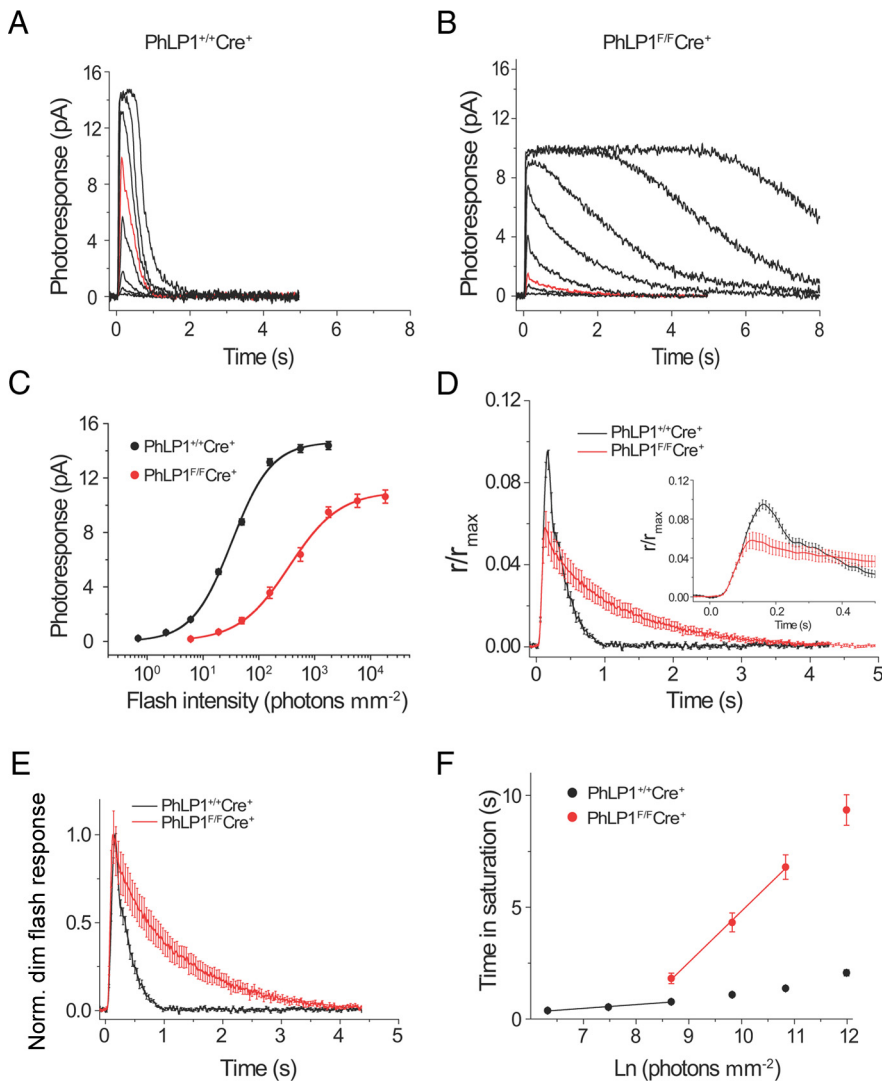 A
PhLP1+/+Cre+
Photoresponse (pA)
16
12
8
4
0
0 2 4 6 8
Time (s)
B
PhLP1F/FCre+
Photoresponse (pA)
16
12
8
4
0
0 2 4 6 8
Time (s)
C
Photoresponse (pA)
16
12
8
4
0
PhLP1+/+Cre+
PhLP1F/FCre+
10^0 10^1 10^2 10^3 10^4
Flash intensity (photons mm-2)
D
r/rmax
0.12
0.08
0.04
0.00
PhLP1+/+Cre+
PhLP1F/FCre+
r/rmax
0.12
0.08
0.04
0.00
0.0 0.2 0.4
Time (s)
0 1 2 3 4 5
Time (s)
E
Norm. dim flash response
1.0
0.5
0.0
PhLP1+/+Cre+
PhLP1F/FCre+
0 1 2 3 4 5
Time (s)
F
Time in saturation (s)
10
5
0
PhLP1+/+Cre+
PhLP1F/FCre+
7 8 9 10 11 12
Ln (photons mm-2)